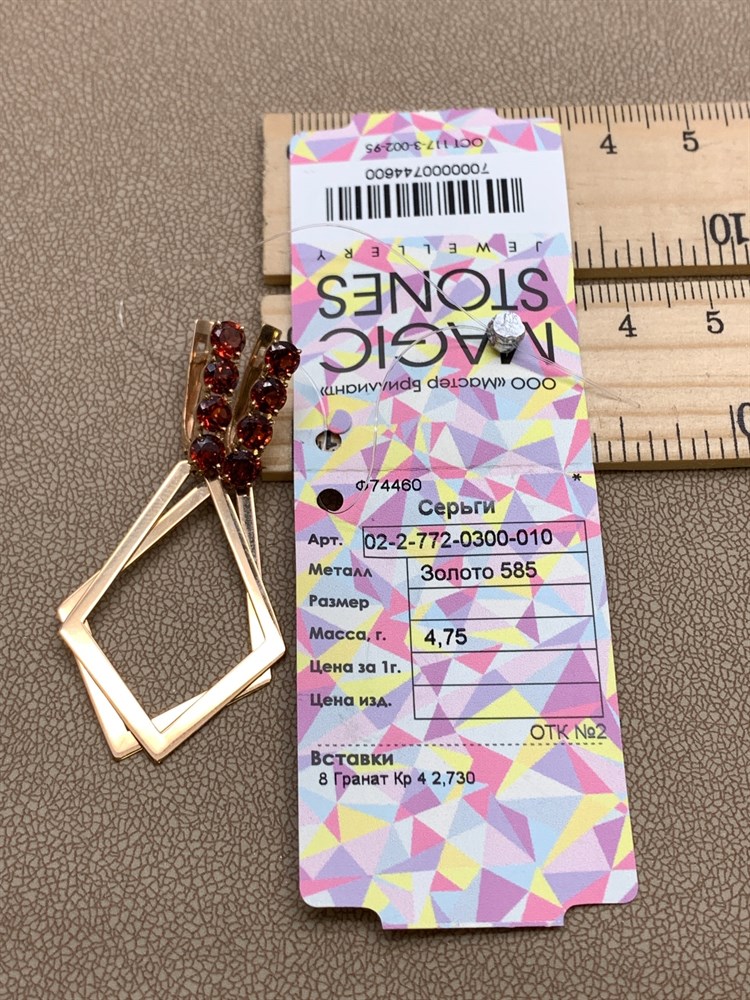 ОСТ 117-3-002-95
7000000744600
JEWELLERY
MAGIC
STONES
ООО «Мастер Бриллиант»
Ф74460
*
Серьги
Арт. 02-2-772-0300-010
Металл Золото 585
Размер
Масса, г. 4,75
Цена за 1г.
Цена изд.
ОТК №2
Вставки
8 Гранат Кр 4 2,730
4 5
10
4 5